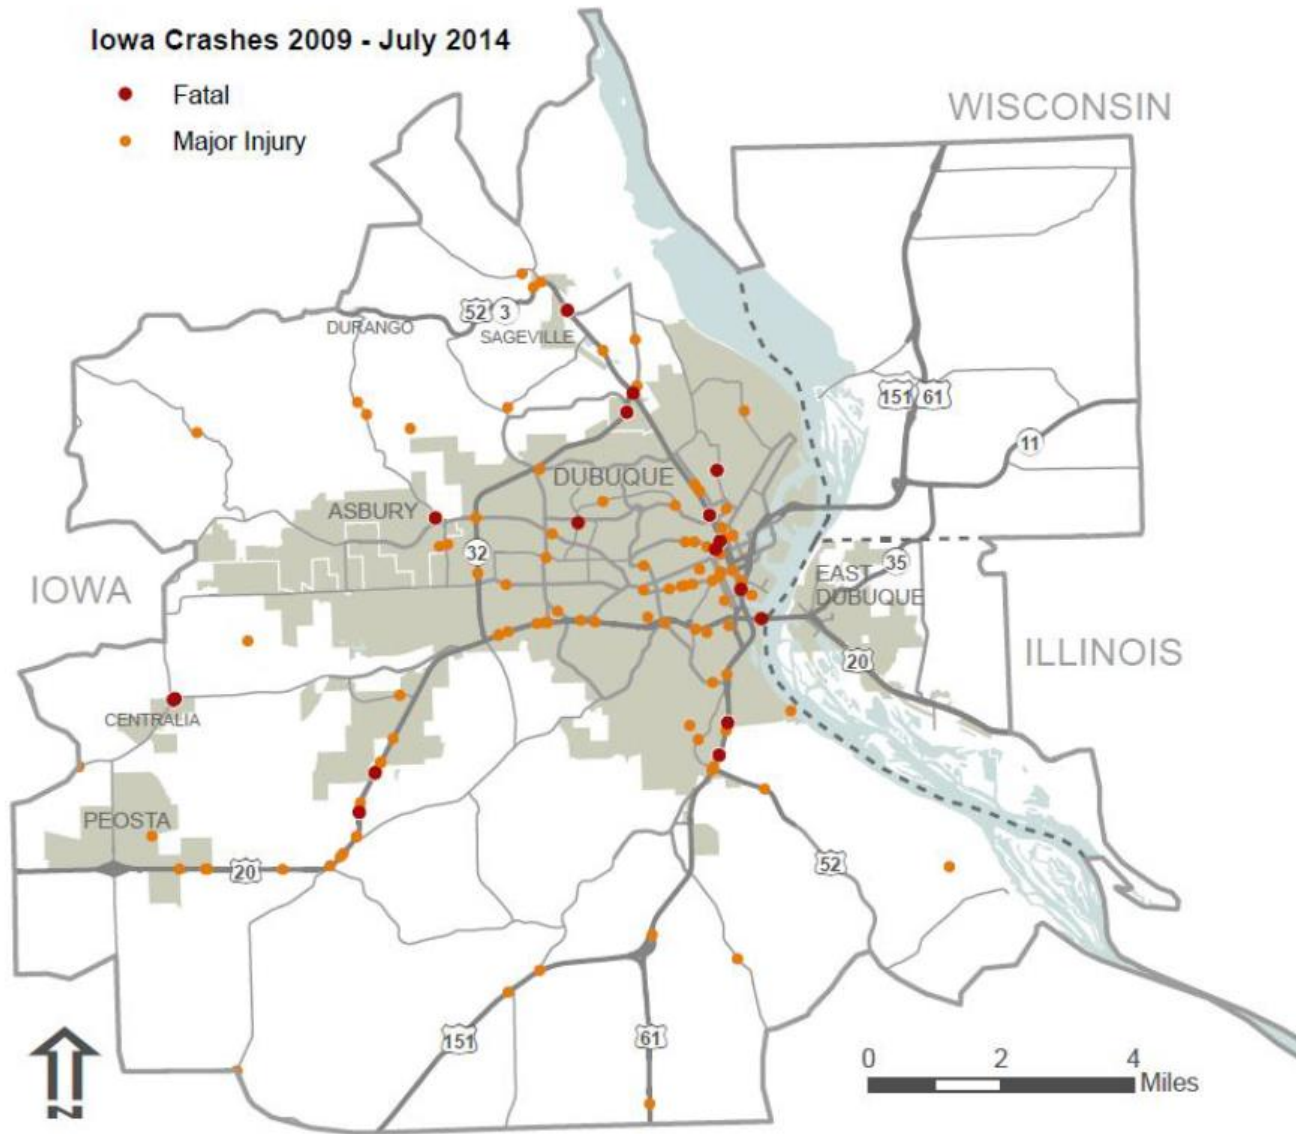 Iowa Crashes 2009 - July 2014
Fatal
Major Injury
WISCONSIN
52 3
DURANGO
SAGEVILLE
151 61
11
DUBUQUE
ASBURY
32
35
IOWA
EAST
DUBUQUE
ILLINOIS
20
CENTRALIA
PEOSTA
20
52
151
61
0 2 4
Miles
N